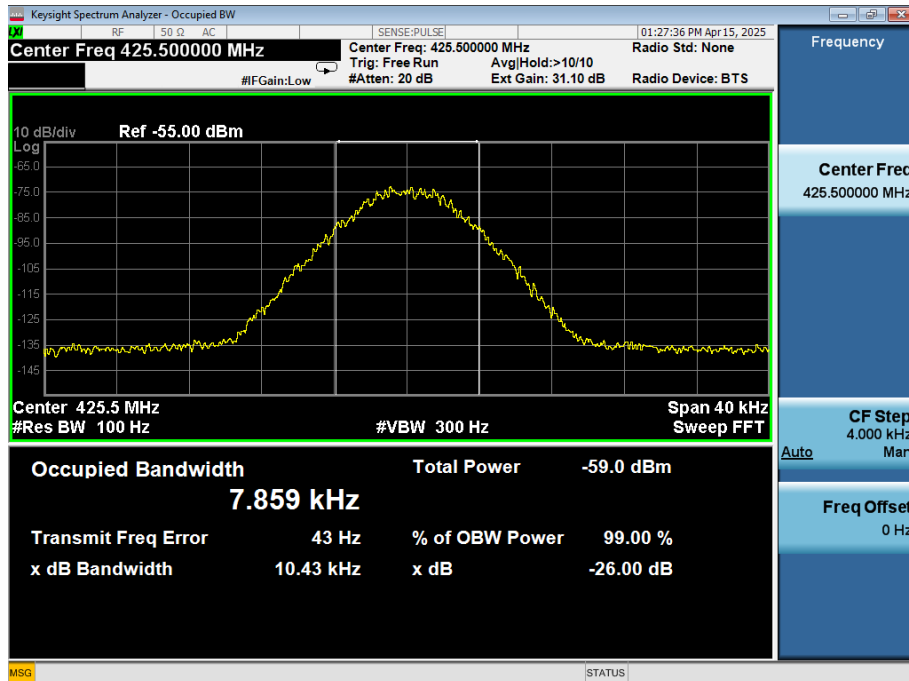 Keysight Spectrum Analyzer - Occupied BW
LXI RF 50 Ω AC SENSE:PULSE 01:27:36 PM Apr 15, 2025
Center Freq 425.500000 MHz
Center Freq: 425.500000 MHz Radio Std: None
Trig: Free Run Avg|Hold:>10/10
#IFGain:Low #Atten: 20 dB Ext Gain: 31.10 dB Radio Device: BTS
10 dB/div Ref -55.00 dBm
Log
-65.0
-75.0
-85.0
-95.0
-105
-115
-125
-135
-145
Center 425.5 MHz Span 40 kHz
#Res BW 100 Hz #VBW 300 Hz Sweep FFT
Occupied Bandwidth Total Power -59.0 dBm
7.859 kHz
Transmit Freq Error 43 Hz % of OBW Power 99.00 %
x dB Bandwidth 10.43 kHz x dB -26.00 dB
Frequency
Center Freq
425.500000 MHz
CF Step
4.000 kHz
Auto Man
Freq Offset
0 Hz
MSG STATUS